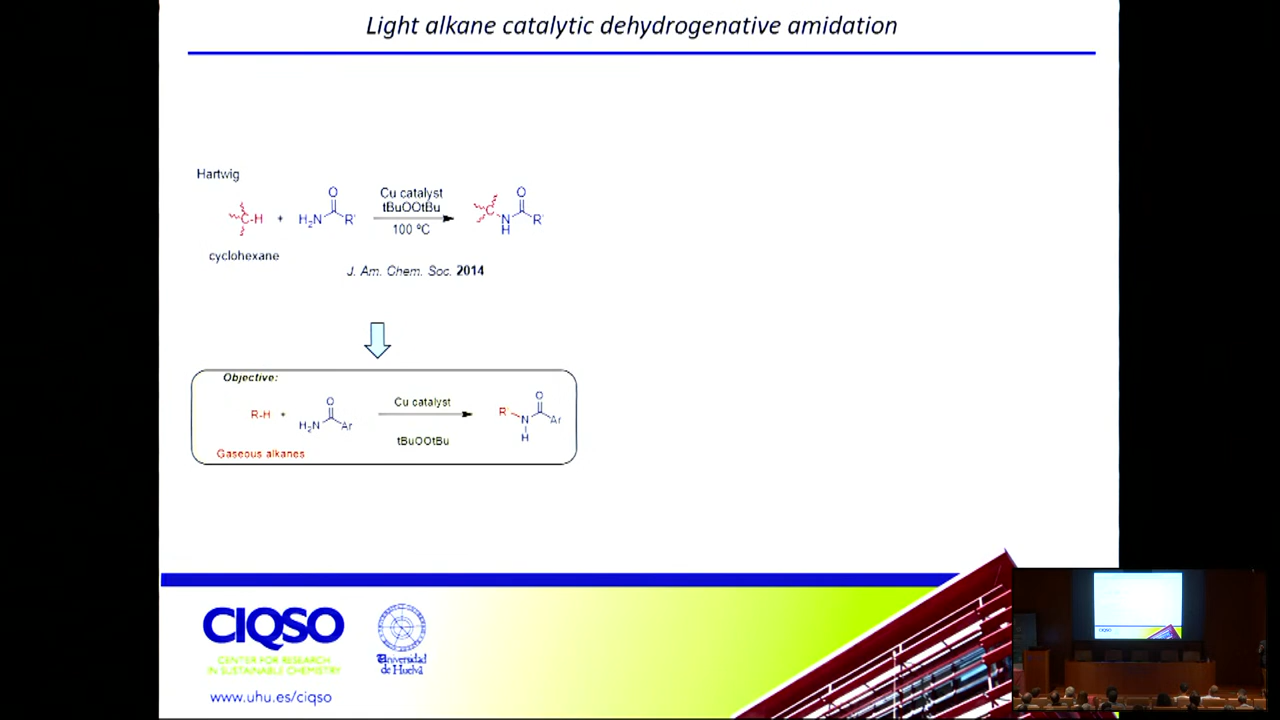 Light alkane catalytic dehydrogenative amidation
Hartwig
C-H + H₂N O R' Cu catalyst tBuOOtBu 100 ºC C N H O R'
cyclohexane
J. Am. Chem. Soc. 2014
Objective:
R-H + H₂N O Ar Cu catalyst tBuOOtBu R N H O Ar
Gaseous alkanes
CIQSO
CENTER FOR RESEARCH
IN SUSTAINABLE CHEMISTRY
www.uhu.es/ciqso
Universidad
de Huelva
CIQSO